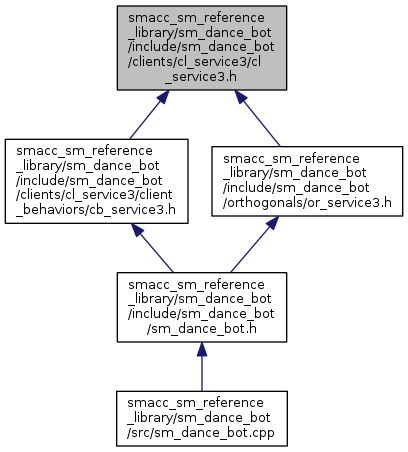 smacc_sm_reference
_library/sm_dance_bot
/include/sm_dance_bot
/clients/cl_service3/cl
_service3.h
smacc_sm_reference
_library/sm_dance_bot
/include/sm_dance_bot
/clients/cl_service3/client
_behaviors/cb_service3.h
smacc_sm_reference
_library/sm_dance_bot
/include/sm_dance_bot
/orthogonals/or_service3.h
smacc_sm_reference
_library/sm_dance_bot
/include/sm_dance_bot
/sm_dance_bot.h
smacc_sm_reference
_library/sm_dance_bot
/src/sm_dance_bot.cpp